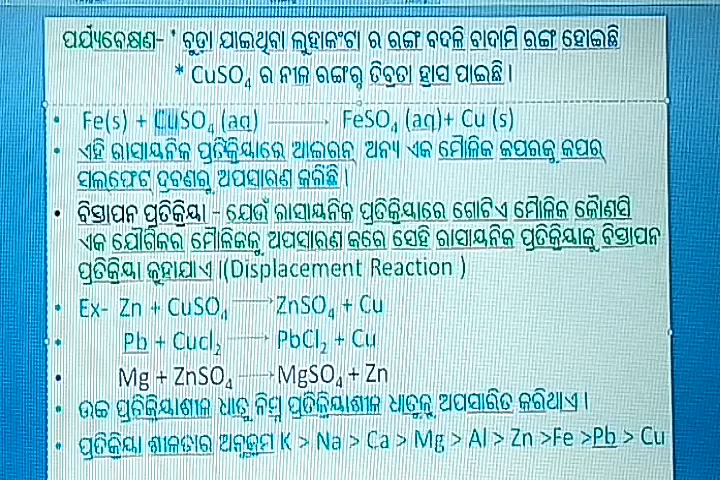 ପର୍ଯ୍ୟବେକ୍ଷଣ- * ବୁଡ଼ା ଯାଇଥିବା ଲୁହାକଂଟା ର ରଙ୍ଗ ବଦଳି ବାଦାମି ରଙ୍ଗ ହୋଇଛି
* CuSO₄ ର ନୀଳ ରଙ୍ଗର ତିବ୍ରତା ହ୍ରାସ ପାଇଛି ।
• Fe(s) + CuSO₄ (aq) ⟶ FeSO₄ (aq)+ Cu (s)
• ଏହି ରାସାୟନିକ ପ୍ରତିକ୍ରିୟାରେ ଆଇରନ୍ ଅନ୍ୟ ଏକ ମୌଳିକ କପରକୁ କପର୍
ସଲଫେଟ୍ ଦ୍ରବଣରୁ ଅପସାରଣ କରିଛି ।
• ବିସ୍ତାପନ ପ୍ରତିକ୍ରିୟା – ଯେଉଁ ରାସାୟନିକ ପ୍ରତିକ୍ରିୟାରେ ଗୋଟିଏ ମୌଳିକ କୌଣସି
ଏକ ଯୌଗିକର ମୌଳିକକୁ ଅପସାରଣ କରେ ସେହି ରାସାୟନିକ ପ୍ରତିକ୍ରିୟାକୁ ବିସ୍ତାପନ
ପ୍ରତିକ୍ରିୟା କୁହାଯାଏ ।(Displacement Reaction )
• Ex- Zn + CuSO₄ ⟶ ZnSO₄ + Cu
• Pb + Cucl₂ ⟶ PbCl₂ + Cu
• Mg + ZnSO₄ ⟶ MgSO₄ + Zn
• ଉଚ୍ଚ ପ୍ରତିକ୍ରିୟାଶୀଳ ଧାତୁ ନିମ୍ନ ପ୍ରତିକ୍ରିୟାଶୀଳ ଧାତୁକୁ ଅପସାରିତ କରିଥାଏ ।
• ପ୍ରତିକ୍ରିୟା ଶୀଳତାର ଅନୁକ୍ରମ K > Na > Ca > Mg > Al > Zn >Fe >Pb > Cu